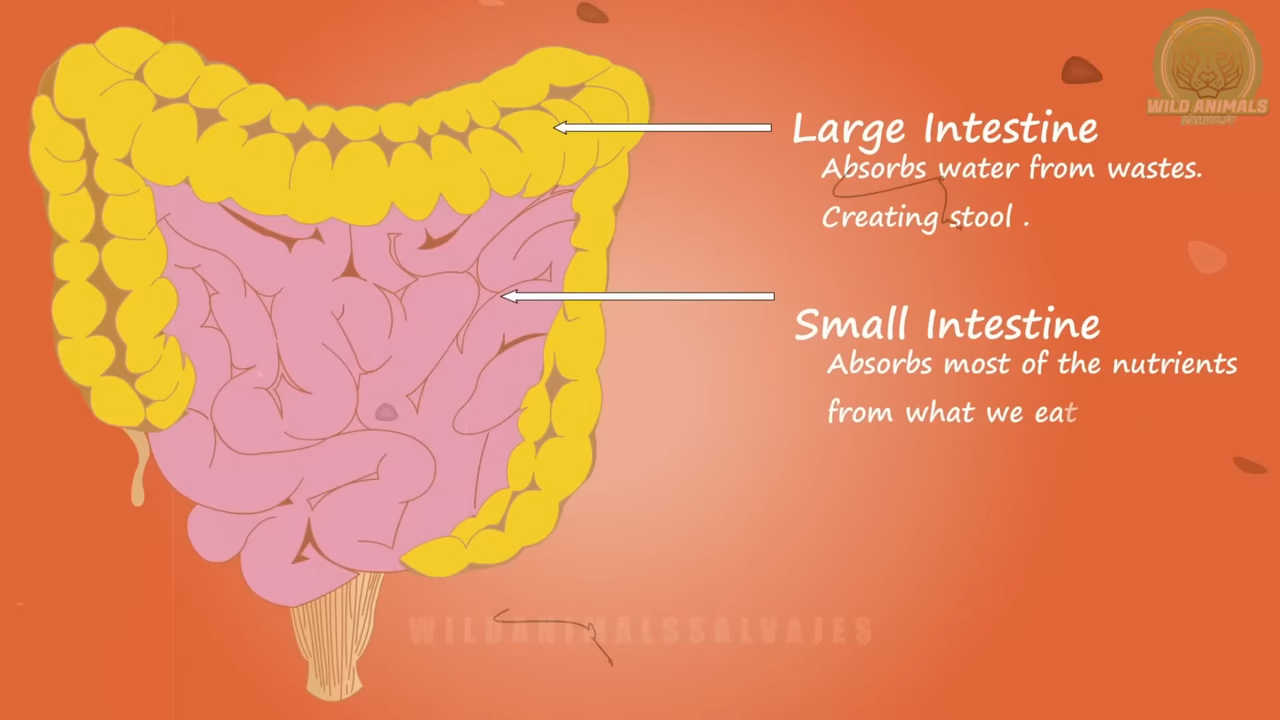 WILD ANIMALS
Large Intestine
Absorbs water from wastes.
Creating stool .
Small Intestine
Absorbs most of the nutrients
from what we eat
WILDANIMALSSALVAJES